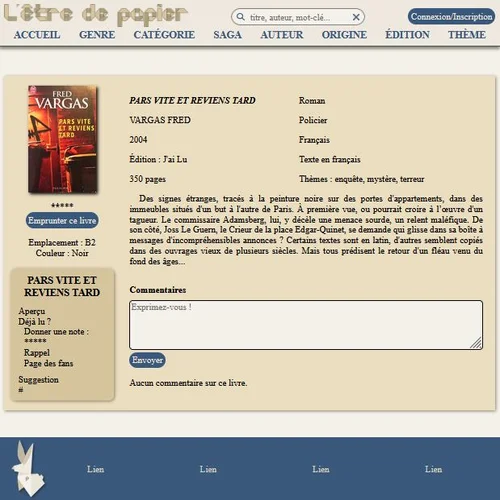 L'être de papier
titre, auteur, mot-clé... ✕
Connexion/Inscription
ACCUEIL GENRE CATÉGORIE SAGA AUTEUR ORIGINE ÉDITION THÈME
FRED
VARGAS
PARS VITE
ET REVIENS
TARD
*****
Emprunter ce livre
Emplacement : B2
Couleur : Noir
PARS VITE ET
REVIENS TARD
Aperçu
Déjà lu ?
Donner une note :
*****
Rappel
Page des fans
Suggestion
#
PARS VITE ET REVIENS TARD Roman
VARGAS FRED Policier
2004 Français
Édition : J'ai Lu Texte en français
350 pages Thèmes : enquête, mystère, terreur
Des signes étranges, tracés à la peinture noire sur des portes d'appartements, dans des
immeubles situés d'un but à l'autre de Paris. À première vue, ou pourrait croire à l'œuvre d'un
tagueur. Le commissaire Adamsberg, lui, y décèle une menace sourde, un relent maléfique. De
son côté, Joss Le Guern, le Crieur de la place Edgar-Quinet, se demande qui glisse dans sa boîte à
messages d'incompréhensibles annonces ? Certains textes sont en latin, d'autres semblent copiés
dans des ouvrages vieux de plusieurs siècles. Mais tous prédisent le retour d'un fléau venu du
fond des âges...
Commentaires
Exprimez-vous !
Envoyer
Aucun commentaire sur ce livre.
Lien Lien Lien Lien